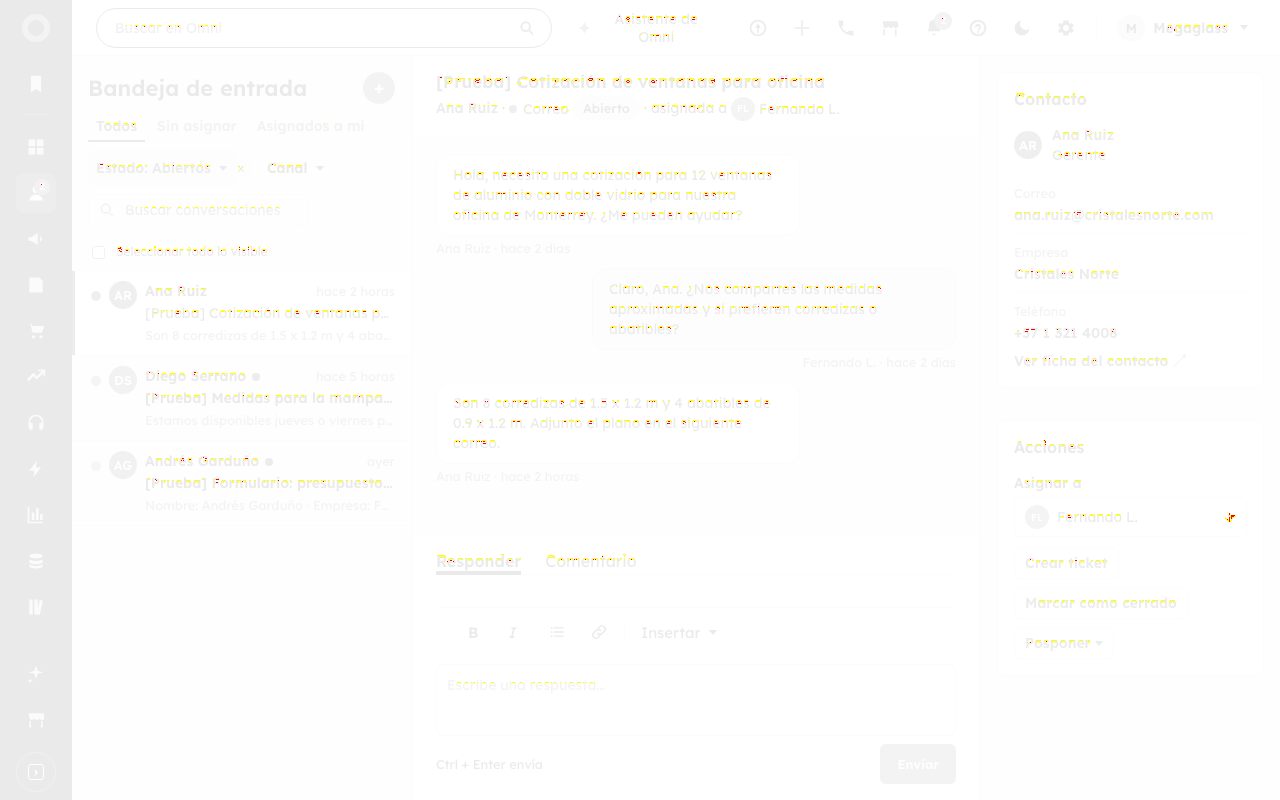 Buscar en Omni
Asistente de
Omni
M
Megaglass
Bandeja de entrada
Todos
Sin asignar
Asignados a mí
Estado: Abiertos
Canal
Buscar conversaciones
Seleccionar todo lo visible
AR
Ana Ruiz
hace 2 horas
[Prueba] Cotización de ventanas p…
Son 8 corredizas de 1.5 x 1.2 m y 4 aba…
DS
Diego Serrano
hace 5 horas
[Prueba] Medidas para la mampa…
Estamos disponibles jueves o viernes p…
AG
Andrés Garduño
ayer
[Prueba] Formulario: presupuesto…
Nombre: Andrés Garduño · Empresa: F…
[Prueba] Cotización de ventanas para oficina
Ana Ruiz · Correo Abierto · asignada a FL Fernando L.
Hola, necesito una cotización para 12 ventanas
de aluminio con doble vidrio para nuestra
oficina de Monterrey. ¿Me pueden ayudar?
Ana Ruiz · hace 2 días
Claro, Ana. ¿Nos compartes las medidas
aproximadas y si prefieren corredizas o
abatibles?
Fernando L. · hace 2 días
Son 8 corredizas de 1.5 x 1.2 m y 4 abatibles de
0.9 x 1.2 m. Adjunto el plano en el siguiente
correo.
Ana Ruiz · hace 2 horas
Responder
Comentario
B
I
Insertar
Escribe una respuesta…
Ctrl + Enter envía
Enviar
Contacto
AR
Ana Ruiz
Gerente
Correo
ana.ruiz@cristalesnorte.com
Empresa
Cristales Norte
Teléfono
Ver ficha del contacto
Acciones
Asignar a
FL
Fernando L.
Crear ticket
Marcar como cerrado
Posponer